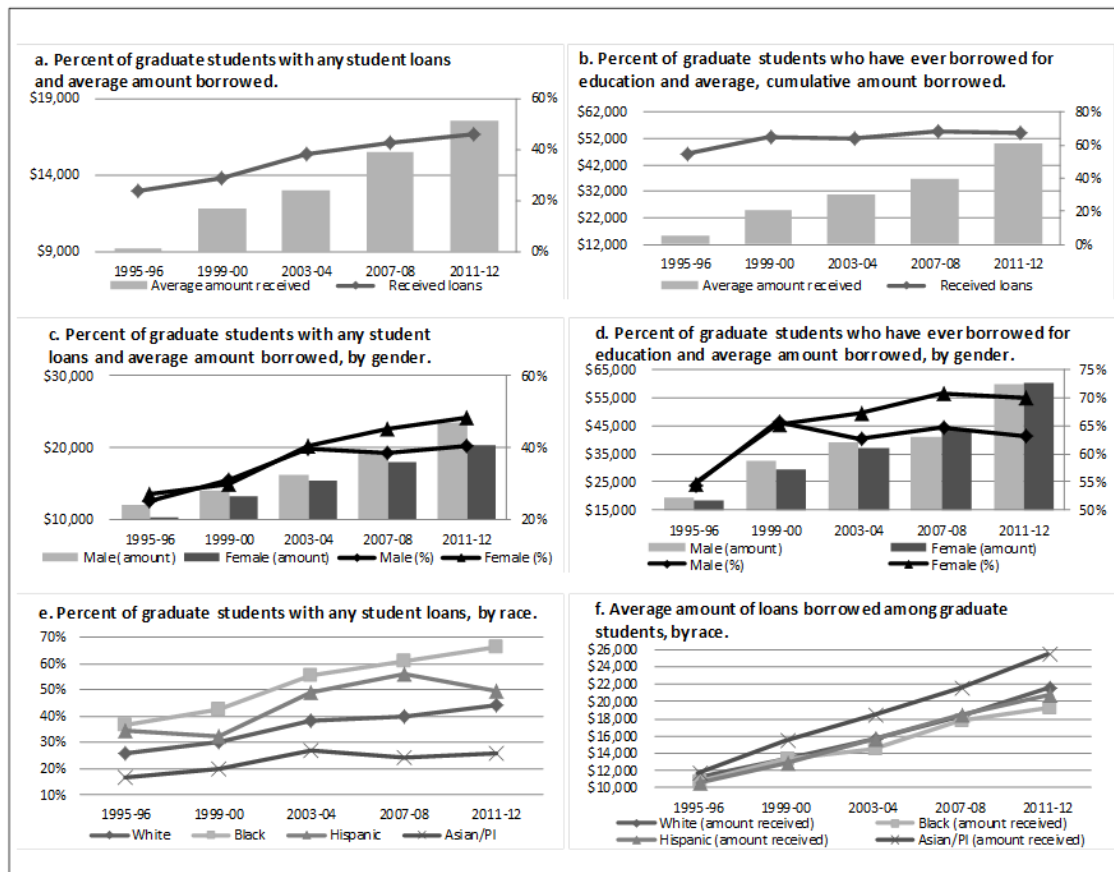 a. Percent of graduate students with any student loans
and average amount borrowed.
$19,000
$14,000
$9,000
60%
40%
20%
0%
1995-96 1999-00 2003-04 2007-08 2011-12
Average amount received Received loans
b. Percent of graduate students who have ever borrowed for
education and average, cumulative amount borrowed.
$62,000
$52,000
$42,000
$32,000
$22,000
$12,000
80%
60%
40%
20%
0%
1995-96 1999-00 2003-04 2007-08 2011-12
Average amount received Received loans
c. Percent of graduate students with any student
loans and average amount borrowed, by gender.
$30,000
$20,000
$10,000
60%
40%
20%
1995-96 1999-00 2003-04 2007-08 2011-12
Male (amount) Female (amount) Male (%) Female (%)
d. Percent of graduate students who have ever borrowed for
education and average amount borrowed, by gender.
$65,000
$55,000
$45,000
$35,000
$25,000
$15,000
75%
70%
65%
60%
55%
50%
1995-96 1999-00 2003-04 2007-08 2011-12
Male (amount) Female (amount)
Male (%) Female (%)
e. Percent of graduate students with any student loans, by race.
70%
60%
50%
40%
30%
20%
10%
1995-96 1999-00 2003-04 2007-08 2011-12
White Black Hispanic Asian/PI
f. Average amount of loans borrowed among graduate
students, by race.
$26,000
$24,000
$22,000
$20,000
$18,000
$16,000
$14,000
$12,000
$10,000
1995-96 1999-00 2003-04 2007-08 2011-12
White (amount received) Black (amount received)
Hispanic (amount received) Asian/PI (amount received)